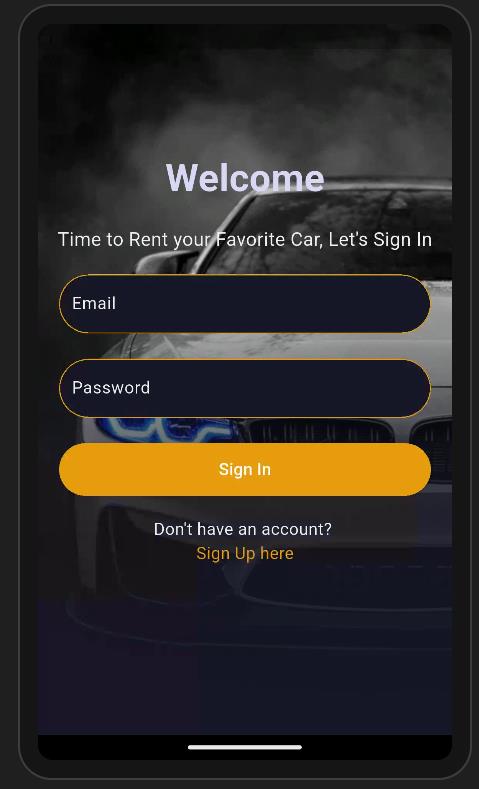 Welcome
Time to Rent your Favorite Car, Let's Sign In
Email
Password
Sign In
Don't have an account?
Sign Up here